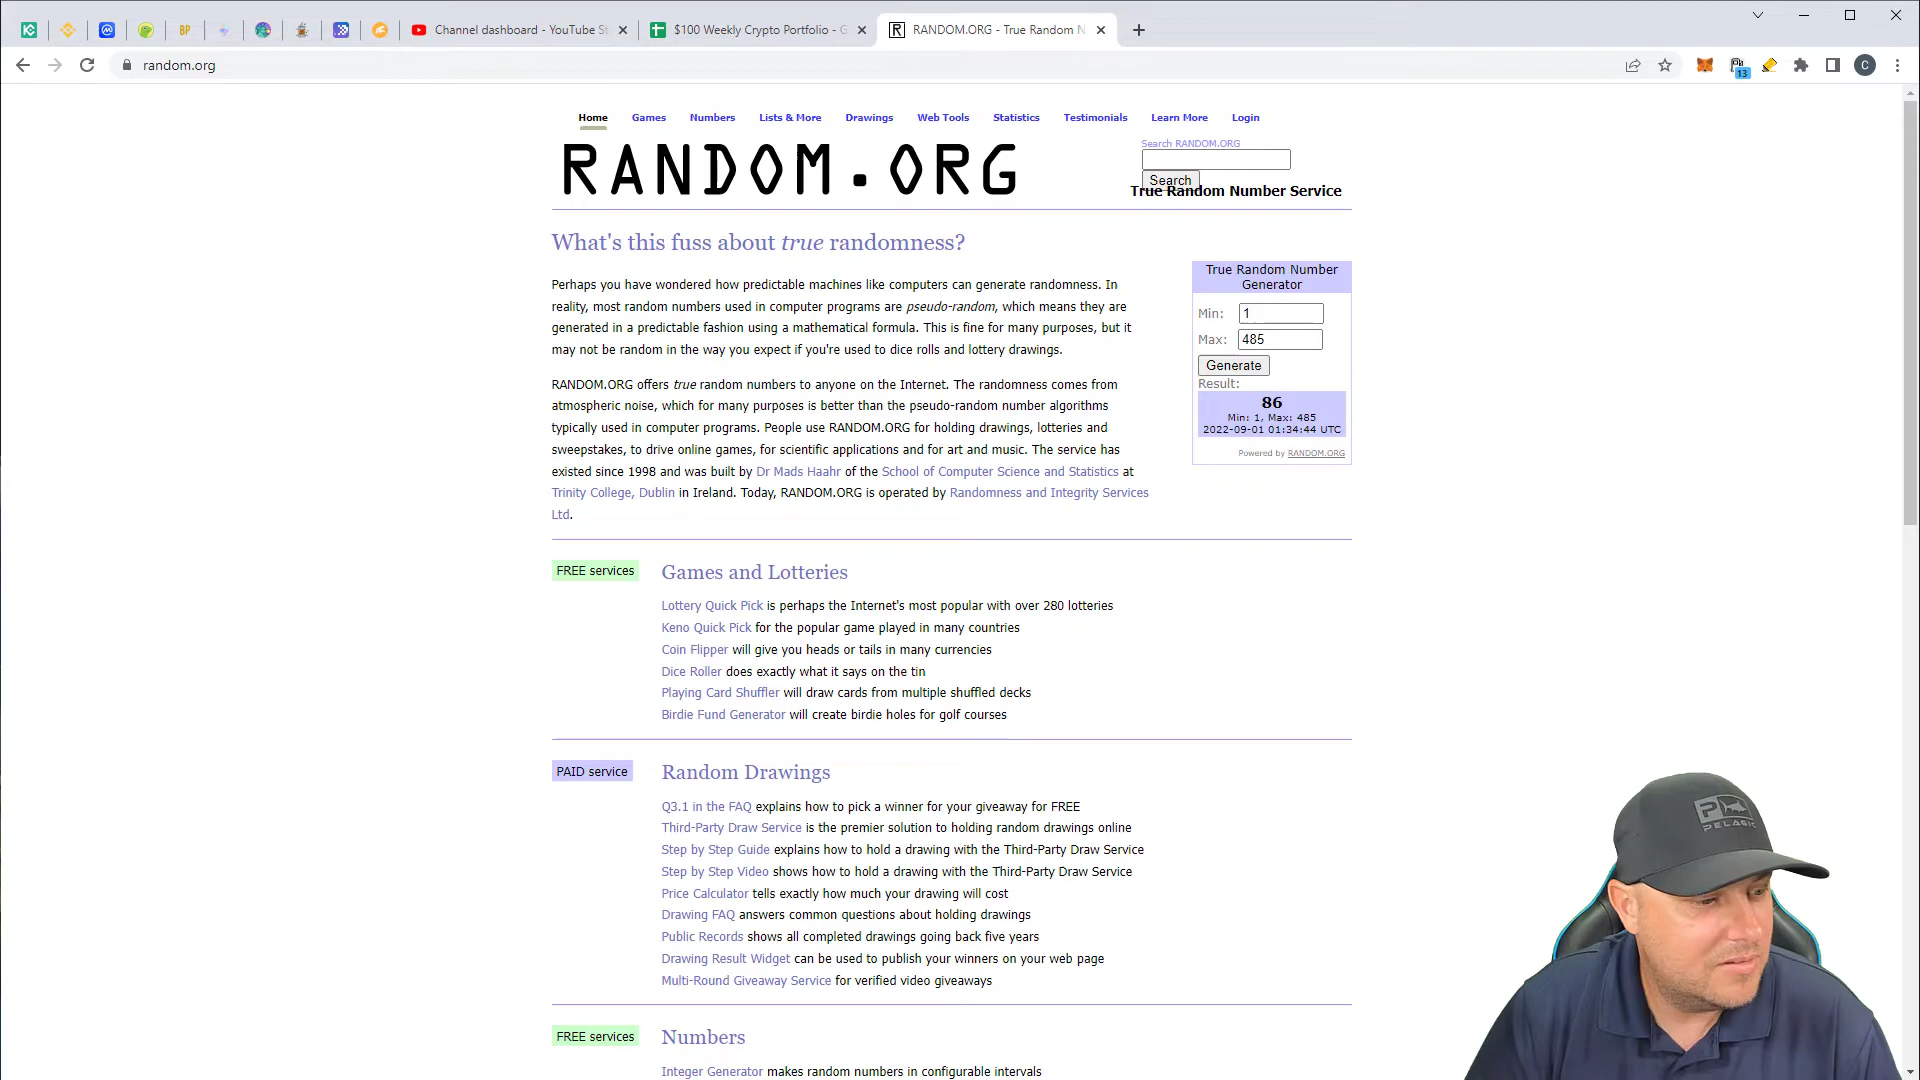 Channel dashboard - YouTube St
$100 Weekly Crypto Portfolio - G
RANDOM.ORG - True Random N
random.org
13
C
BP
Home Games Numbers Lists & More Drawings Web Tools Statistics Testimonials Learn More Login
RANDOM.ORG
Search RANDOM.ORG
Search
True Random Number Service
What's this fuss about true randomness?
Perhaps you have wondered how predictable machines like computers can generate randomness. In
reality, most random numbers used in computer programs are pseudo-random, which means they are
generated in a predictable fashion using a mathematical formula. This is fine for many purposes, but it
may not be random in the way you expect if you're used to dice rolls and lottery drawings.
RANDOM.ORG offers true random numbers to anyone on the Internet. The randomness comes from
atmospheric noise, which for many purposes is better than the pseudo-random number algorithms
typically used in computer programs. People use RANDOM.ORG for holding drawings, lotteries and
sweepstakes, to drive online games, for scientific applications and for art and music. The service has
existed since 1998 and was built by Dr Mads Haahr of the School of Computer Science and Statistics at
Trinity College, Dublin in Ireland. Today, RANDOM.ORG is operated by Randomness and Integrity Services
Ltd.
True Random Number
Generator
Min: 1
Max: 485
Generate
Result:
86
Min: 1, Max: 485
2022-09-01 01:34:44 UTC
Powered by RANDOM.ORG
FREE services
Games and Lotteries
Lottery Quick Pick is perhaps the Internet's most popular with over 280 lotteries
Keno Quick Pick for the popular game played in many countries
Coin Flipper will give you heads or tails in many currencies
Dice Roller does exactly what it says on the tin
Playing Card Shuffler will draw cards from multiple shuffled decks
Birdie Fund Generator will create birdie holes for golf courses
PAID service
Random Drawings
Q3.1 in the FAQ explains how to pick a winner for your giveaway for FREE
Third-Party Draw Service is the premier solution to holding random drawings online
Step by Step Guide explains how to hold a drawing with the Third-Party Draw Service
Step by Step Video shows how to hold a drawing with the Third-Party Draw Service
Price Calculator tells exactly how much your drawing will cost
Drawing FAQ answers common questions about holding drawings
Public Records shows all completed drawings going back five years
Drawing Result Widget can be used to publish your winners on your web page
Multi-Round Giveaway Service for verified video giveaways
FREE services
Numbers
Integer Generator makes random numbers in configurable intervals
PELAGIC